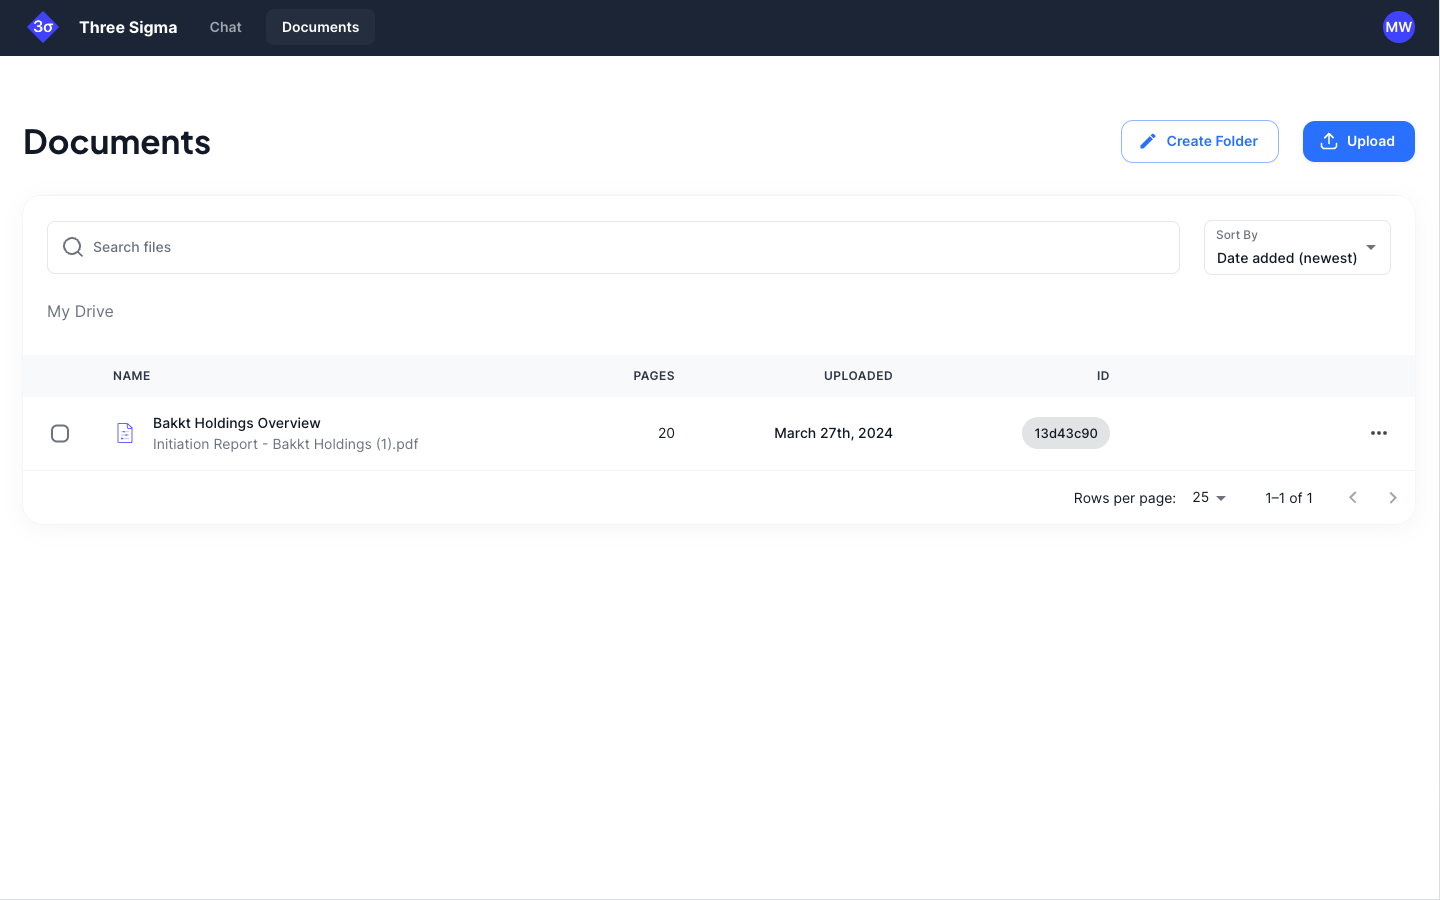 3σ Three Sigma Chat Documents MW
Documents
Create Folder Upload
Search files
Sort By
Date added (newest)
My Drive
NAME PAGES UPLOADED ID
Bakkt Holdings Overview
Initiation Report - Bakkt Holdings (1).pdf
20 March 27th, 2024 13d43c90
Rows per page: 25 1–1 of 1